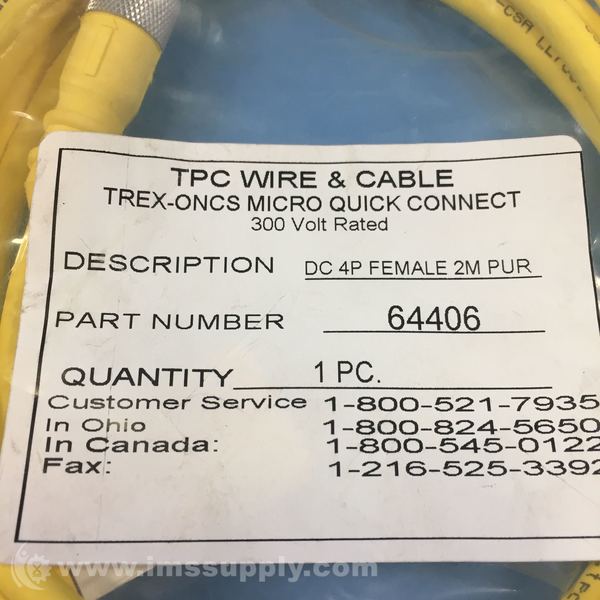 TPC WIRE & CABLE
TREX-ONCS MICRO QUICK CONNECT
300 Volt Rated
DESCRIPTION DC 4P FEMALE 2M PUR
PART NUMBER 64406
QUANTITY 1 PC.
Customer Service 1-800-521-7935
In Ohio 1-800-824-5650
In Canada: 1-800-545-0122
Fax: 1-216-525-3392
www.imssupply.com